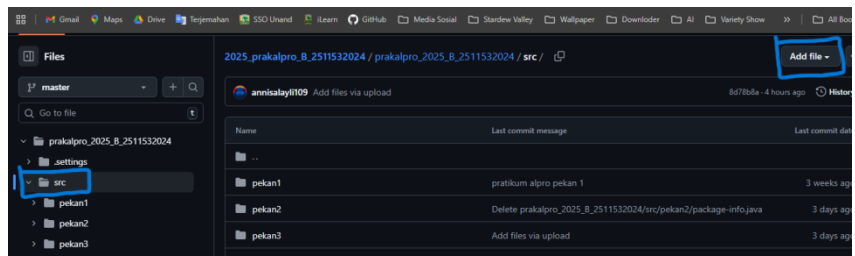 Gmail Maps Drive Terjemahan SSO Unand iLearn GitHub Media Sosial Stardew Valley Wallpaper Downloder AI Variety Show » All Boo
Files
2025_prakalpro_B_2511532024 / prakalpro_2025_B_2511532024 / src /
Add file
master
annisalayli109 Add files via upload
8d78b8a · 4 hours ago History
Go to file t
Name Last commit message Last commit dat
prakalpro_2025_B_2511532024
..
.settings
src
pekan1 pratikum alpro pekan 1 3 weeks ago
pekan1
pekan2 Delete prakalpro_2025_B_2511532024/src/pekan2/package-info.java 3 days ago
pekan2
pekan3 Add files via upload 3 days ago
pekan3